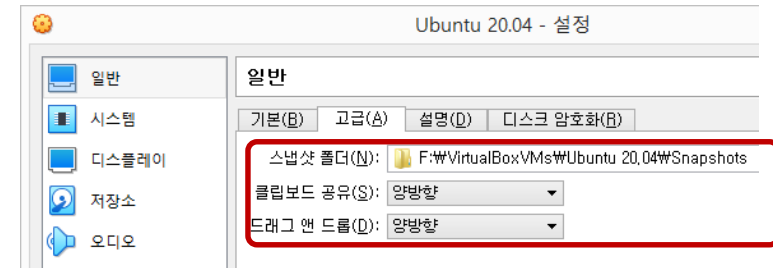 Ubuntu 20.04 - 설정
일반
시스템
디스플레이
저장소
오디오
일반
기본(B) 고급(A) 설명(D) 디스크 암호화(R)
스냅샷 폴더(N): F:₩VirtualBoxVMs₩Ubuntu 20,04₩Snapshots
클립보드 공유(S): 양방향
드래그 앤 드롭(D): 양방향